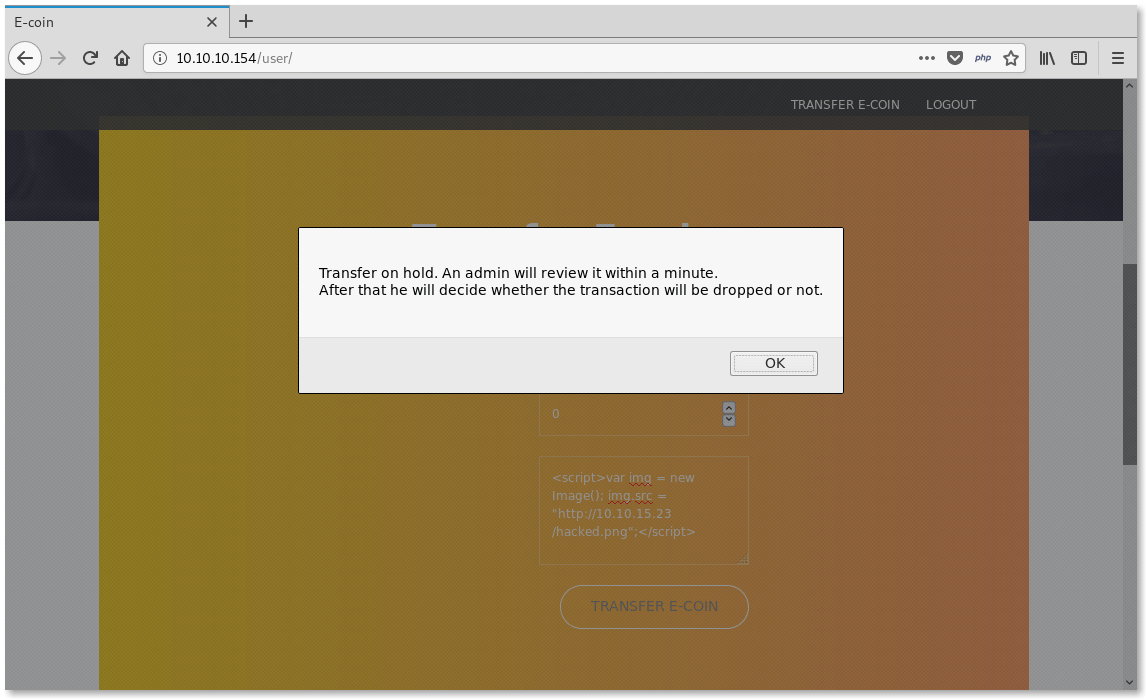 E-coin
10.10.10.154/user/
php
TRANSFER E-COIN
LOGOUT
Transfer on hold. An admin will review it within a minute.
After that he will decide whether the transaction will be dropped or not.
OK
0
<script>var img = new
Image(); img.src =
"http://10.10.15.23
/hacked.png";</script>
TRANSFER E-COIN